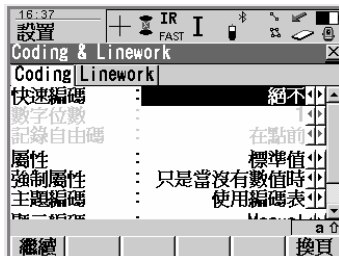 16:37
設置
IR
FAST I
Coding & Linework
Coding Linework
快速編碼 : 絕不
數字位數 : 1
記錄自由碼 : 在點前
屬性 : 標準值
強制屬性 : 只是當沒有數值時
主題編碼 : 使用編碼表
a
繼續 換頁